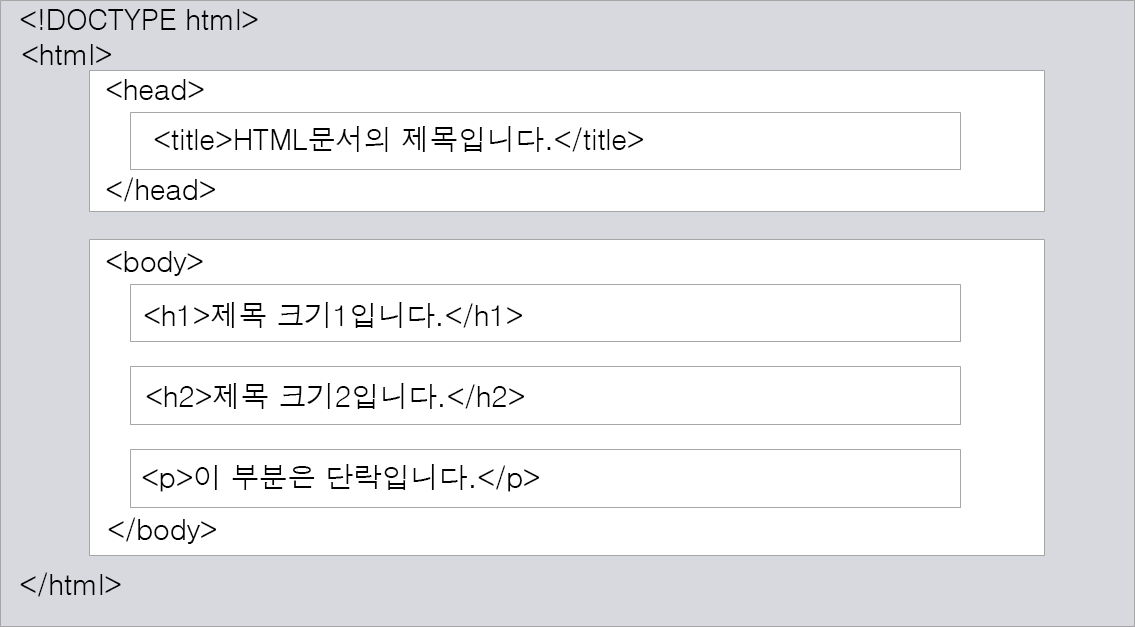 <!DOCTYPE html>
<html>
<head>
<title>HTML문서의 제목입니다.</title>
</head>
<body>
<h1>제목 크기1입니다.</h1>
<h2>제목 크기2입니다.</h2>
<p>이 부분은 단락입니다.</p>
</body>
</html>